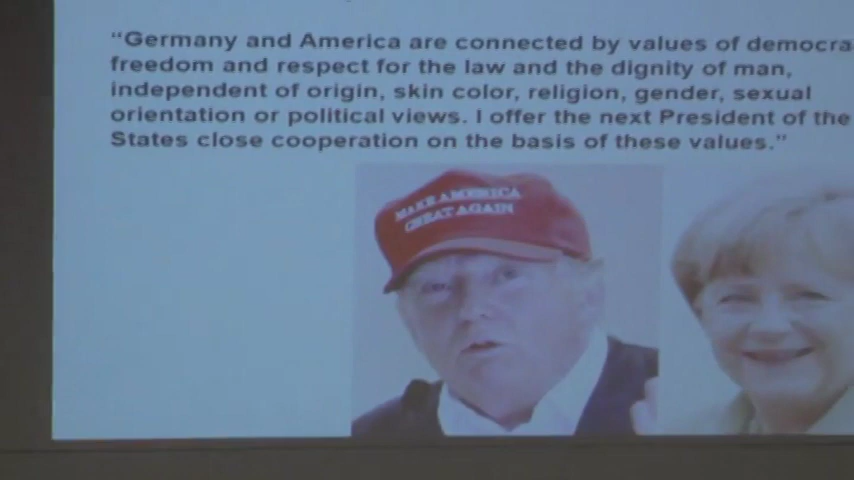 “Germany and America are connected by values of democra
freedom and respect for the law and the dignity of man,
independent of origin, skin color, religion, gender, sexual
orientation or political views. I offer the next President of the
States close cooperation on the basis of these values.”
MAKE AMERICA
GREAT AGAIN